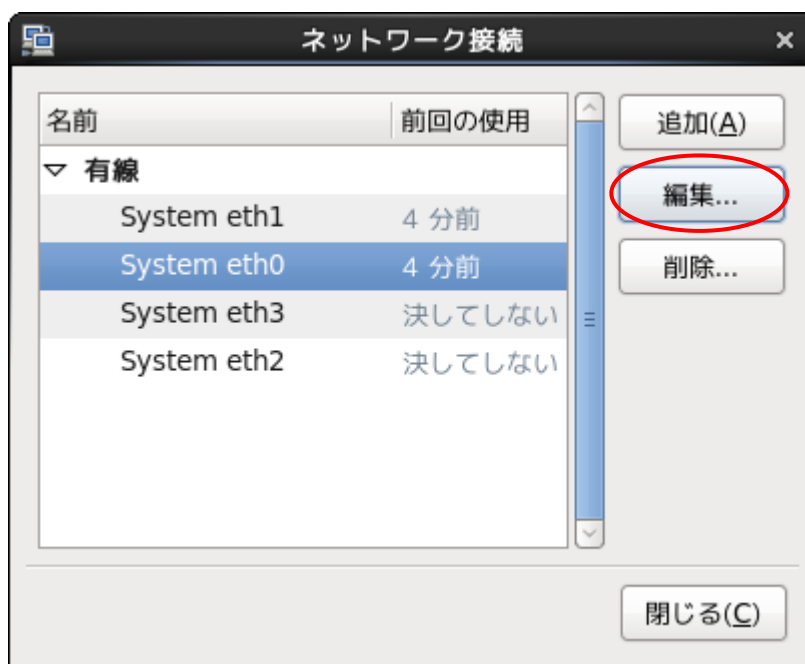 ネットワーク接続
名前 前回の使用
有線
System eth1 4 分前
System eth0 4 分前
System eth3 決してしない
System eth2 決してしない
追加(A)
編集...
削除...
閉じる(C)